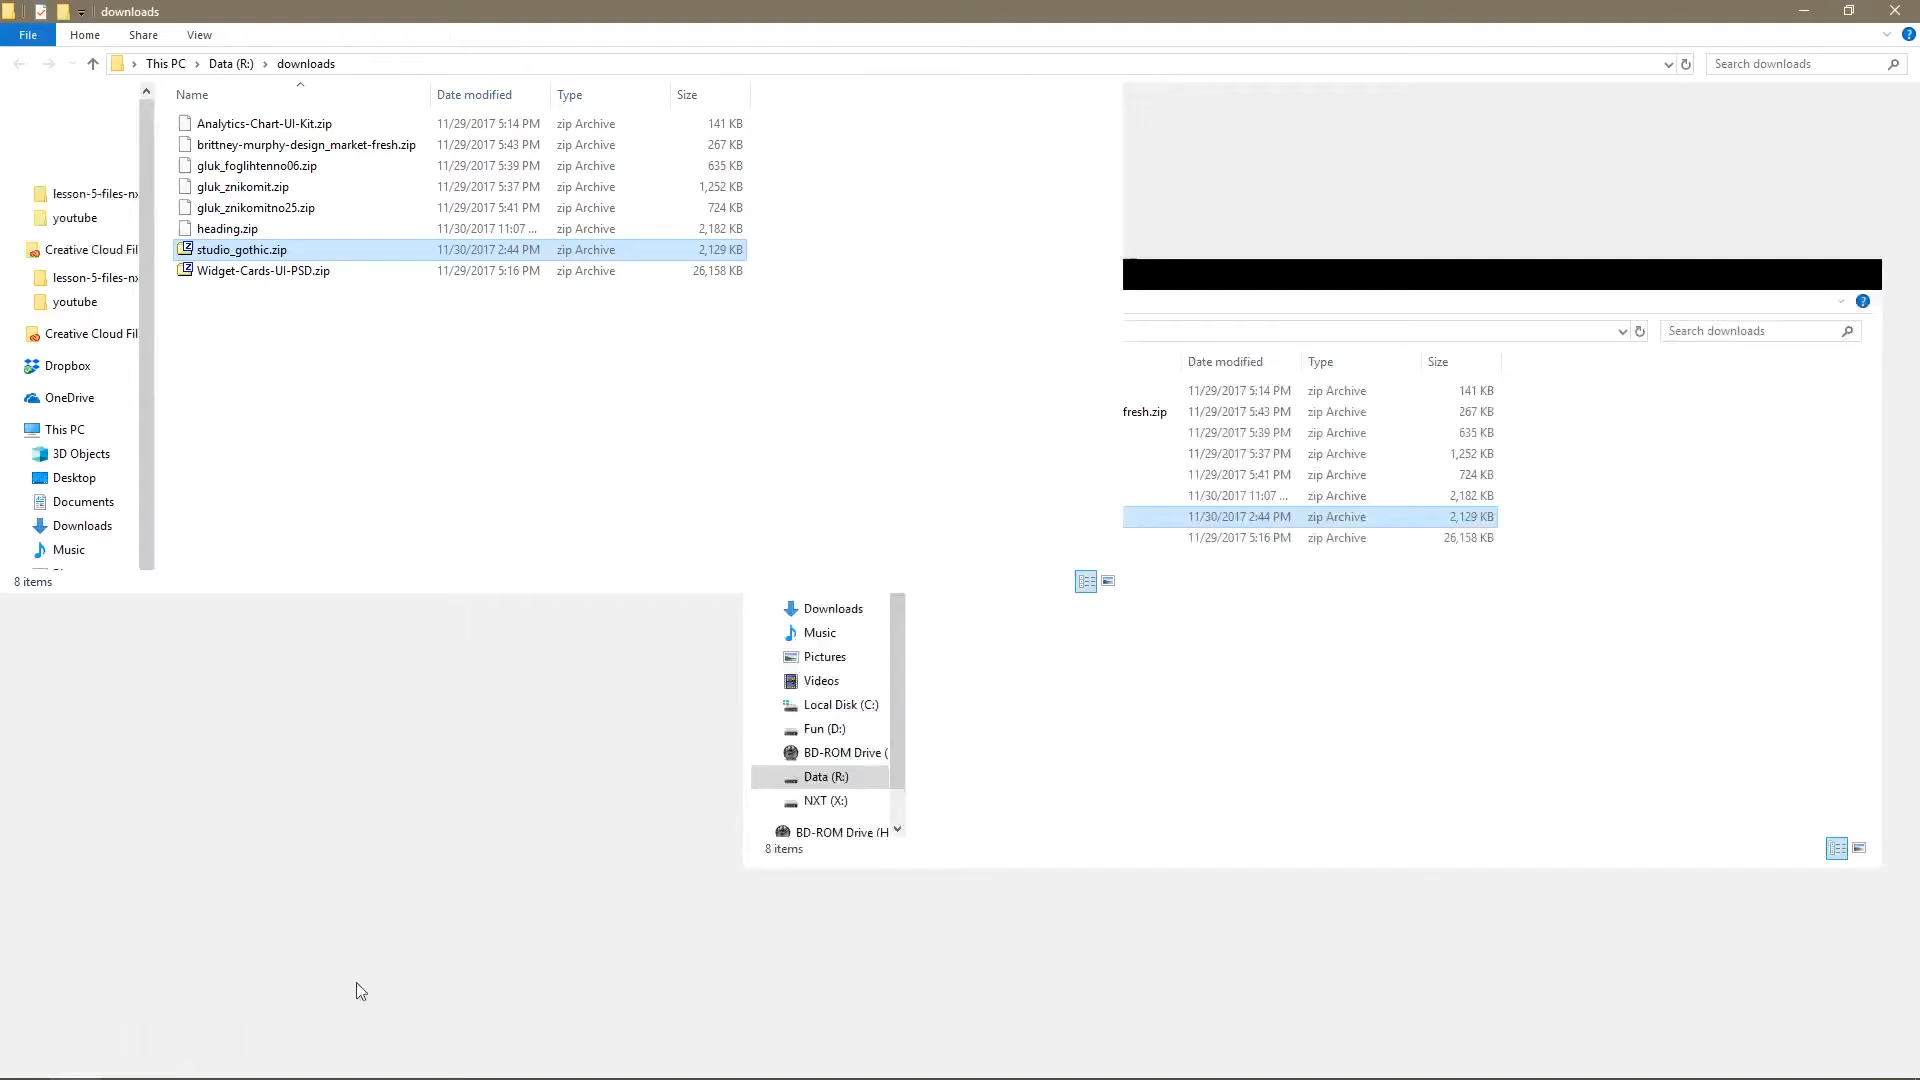 downloads
File Home Share View
This PC Data (R:) downloads
Search downloads
Name Date modified Type Size
Analytics-Chart-UI-Kit.zip 11/29/2017 5:14 PM zip Archive 141 KB
brittney-murphy-design_market-fresh.zip 11/29/2017 5:43 PM zip Archive 267 KB
gluk_foglihtenno06.zip 11/29/2017 5:39 PM zip Archive 635 KB
gluk_znikomit.zip 11/29/2017 5:37 PM zip Archive 1,252 KB
gluk_znikomitno25.zip 11/29/2017 5:41 PM zip Archive 724 KB
heading.zip 11/30/2017 11:07 ... zip Archive 2,182 KB
studio_gothic.zip 11/30/2017 2:44 PM zip Archive 2,129 KB
Widget-Cards-UI-PSD.zip 11/29/2017 5:16 PM zip Archive 26,158 KB
lesson-5-files-nx
youtube
Creative Cloud Fil
lesson-5-files-nx
youtube
Creative Cloud Fil
Dropbox
OneDrive
This PC
3D Objects
Desktop
Documents
Downloads
Music
8 items
Search downloads
Date modified Type Size
11/29/2017 5:14 PM zip Archive 141 KB
fresh.zip 11/29/2017 5:43 PM zip Archive 267 KB
11/29/2017 5:39 PM zip Archive 635 KB
11/29/2017 5:37 PM zip Archive 1,252 KB
11/29/2017 5:41 PM zip Archive 724 KB
11/30/2017 11:07 ... zip Archive 2,182 KB
11/30/2017 2:44 PM zip Archive 2,129 KB
11/29/2017 5:16 PM zip Archive 26,158 KB
Downloads
Music
Pictures
Videos
Local Disk (C:)
Fun (D:)
BD-ROM Drive (
Data (R:)
NXT (X:)
BD-ROM Drive (H
8 items